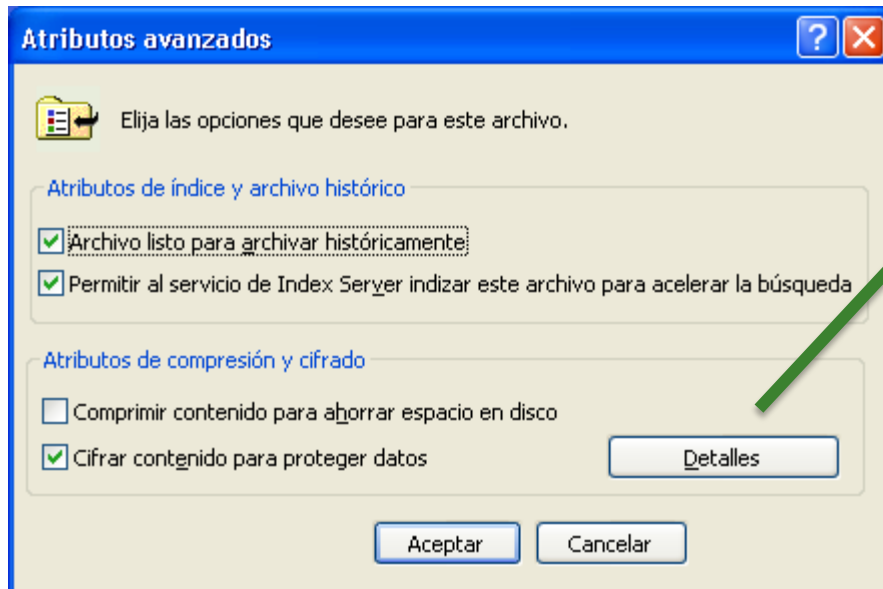 Atributos avanzados
Elija las opciones que desee para este archivo.
Atributos de índice y archivo histórico
Archivo listo para archivar históricamente
Permitir al servicio de Index Server indizar este archivo para acelerar la búsqueda
Atributos de compresión y cifrado
Comprimir contenido para ahorrar espacio en disco
Cifrar contenido para proteger datos
Detalles
Aceptar Cancelar